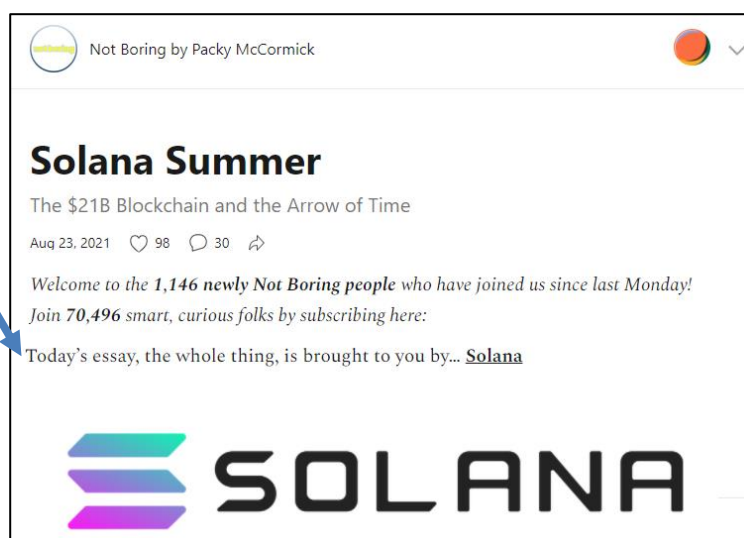 notboring
Not Boring by Packy McCormick
Solana Summer
The $21B Blockchain and the Arrow of Time
Aug 23, 2021 98 30
Welcome to the 1,146 newly Not Boring people who have joined us since last Monday!
Join 70,496 smart, curious folks by subscribing here:
Today’s essay, the whole thing, is brought to you by… Solana
SOLANA